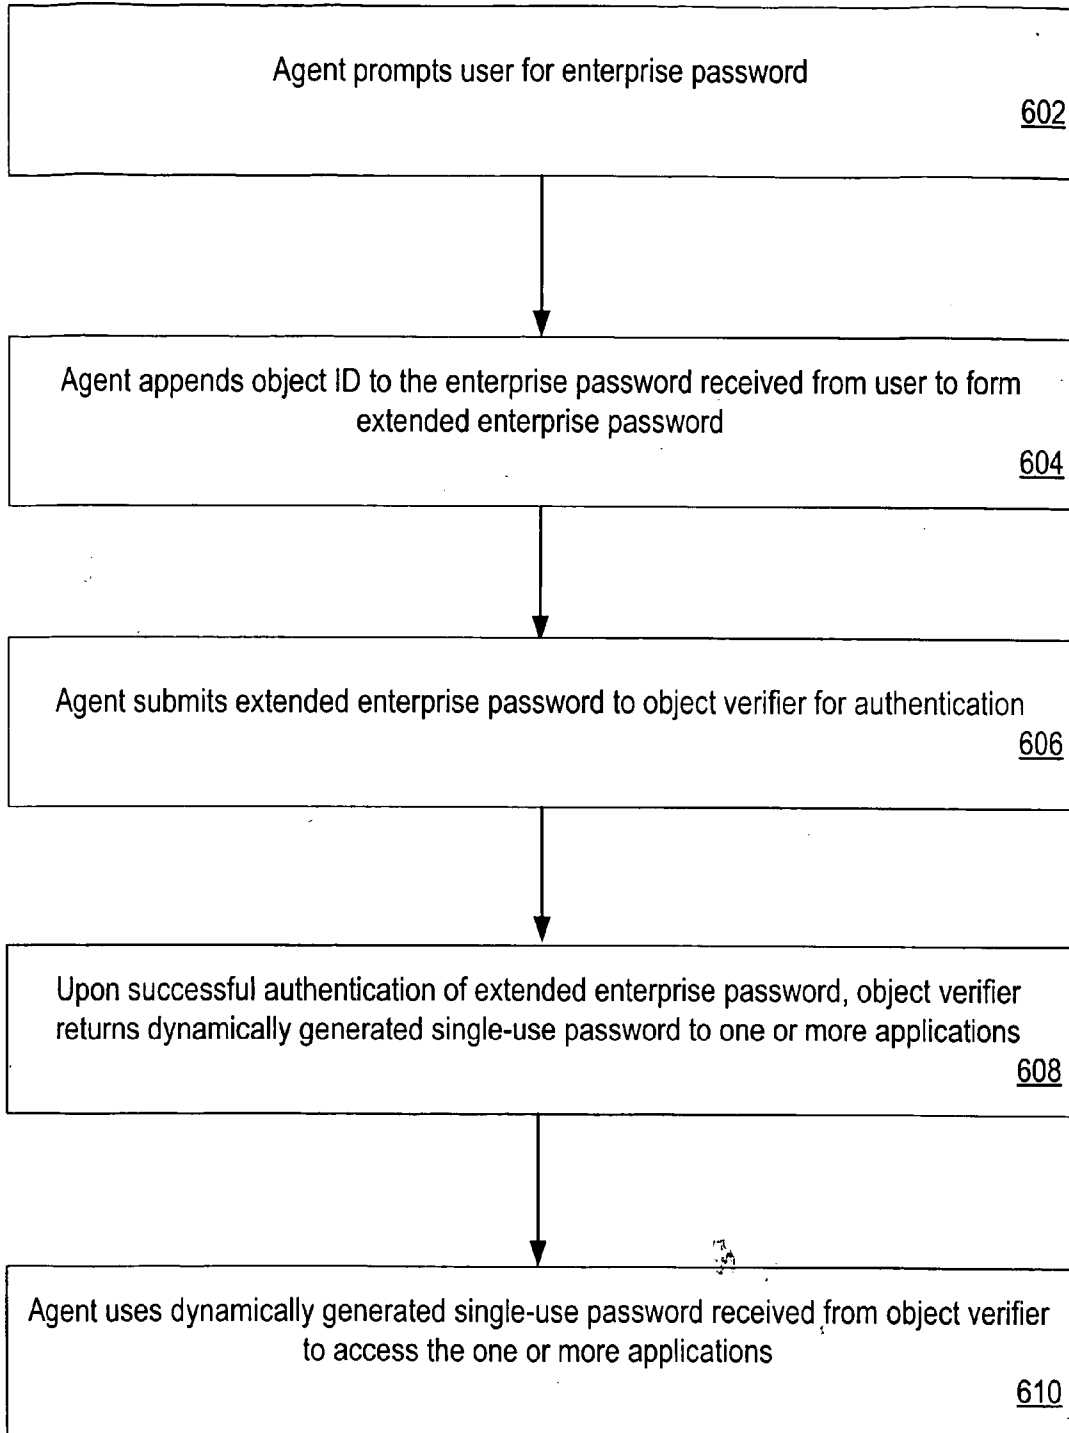 Agent prompts user for enterprise password
602
Agent appends object ID to the enterprise password received from user to form
extended enterprise password
604
Agent submits extended enterprise password to object verifier for authentication
606
Upon successful authentication of extended enterprise password, object verifier
returns dynamically generated single-use password to one or more applications
608
Agent uses dynamically generated single-use password received from object verifier
to access the one or more applications
610